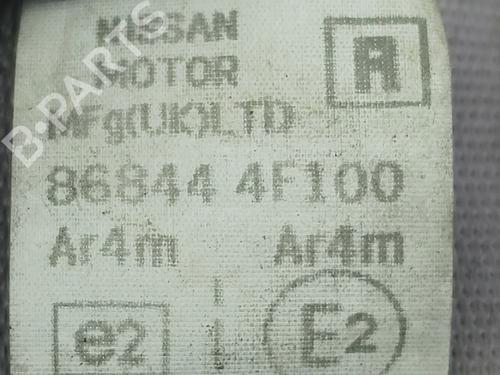 NISSAN
MOTOR
A
MFg(UK)LTD
86844 4F100
Ar4m Ar4m
e2 E2
B-PARTS